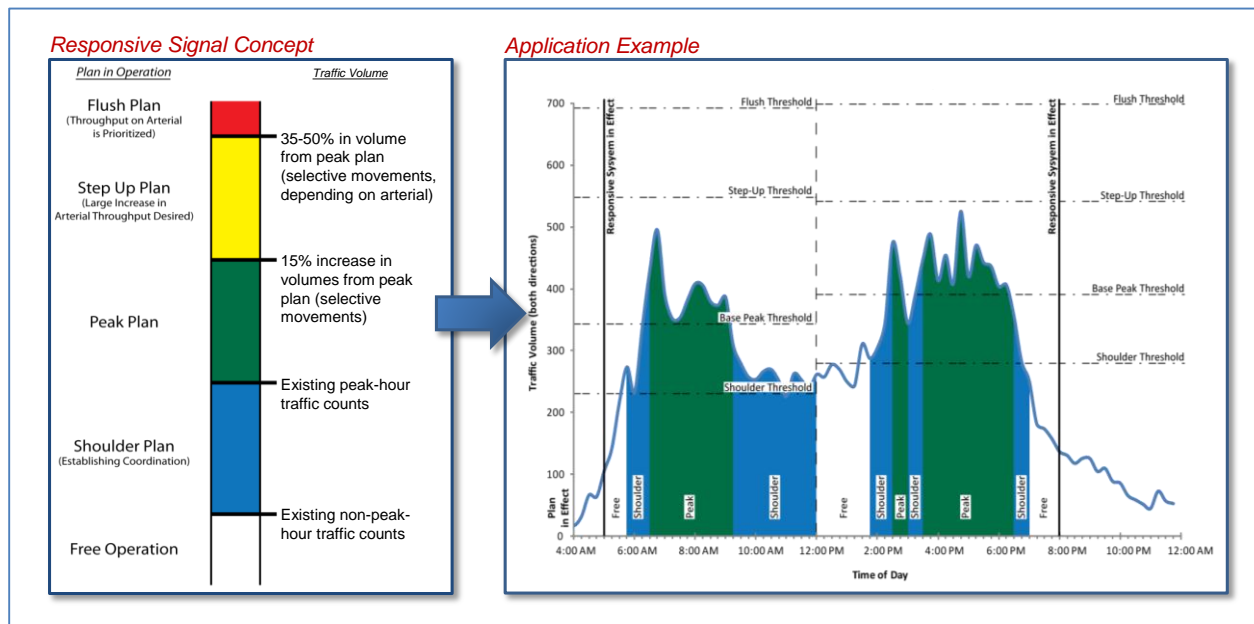 Responsive Signal Concept
Plan in Operation
Traffic Volume
Flush Plan
(Throughput on Arterial
is Prioritized)
35-50% in volume
from peak plan
(selective movements,
depending on arterial)
Step Up Plan
(Large Increase in
Arterial Throughput Desired)
15% increase in
volumes from peak
plan (selective
movements)
Peak Plan
Existing peak-hour
traffic counts
Shoulder Plan
(Establishing Coordination)
Existing non-peak-
hour traffic counts
Free Operation
Application Example
Traffic Volume (both directions)
700
600
500
400
300
200
100
0
Plan
in Effect
Responsive Sysyem in Effect
Flush Threshold
Step-Up Threshold
Base Peak Threshold
Shoulder Threshold
Flush Threshold
Step-Up Threshold
Base Peak Threshold
Shoulder Threshold
Responsive Sysyem in Effect
Free
Shoulder
Peak
Shoulder
Free
Shoulder
Peak
Shoulder
Peak
Shoulder
Free
4:00 AM
6:00 AM
8:00 AM
10:00 AM
12:00 PM
2:00 PM
4:00 PM
6:00 PM
8:00 PM
10:00 PM
12:00 AM
Time of Day